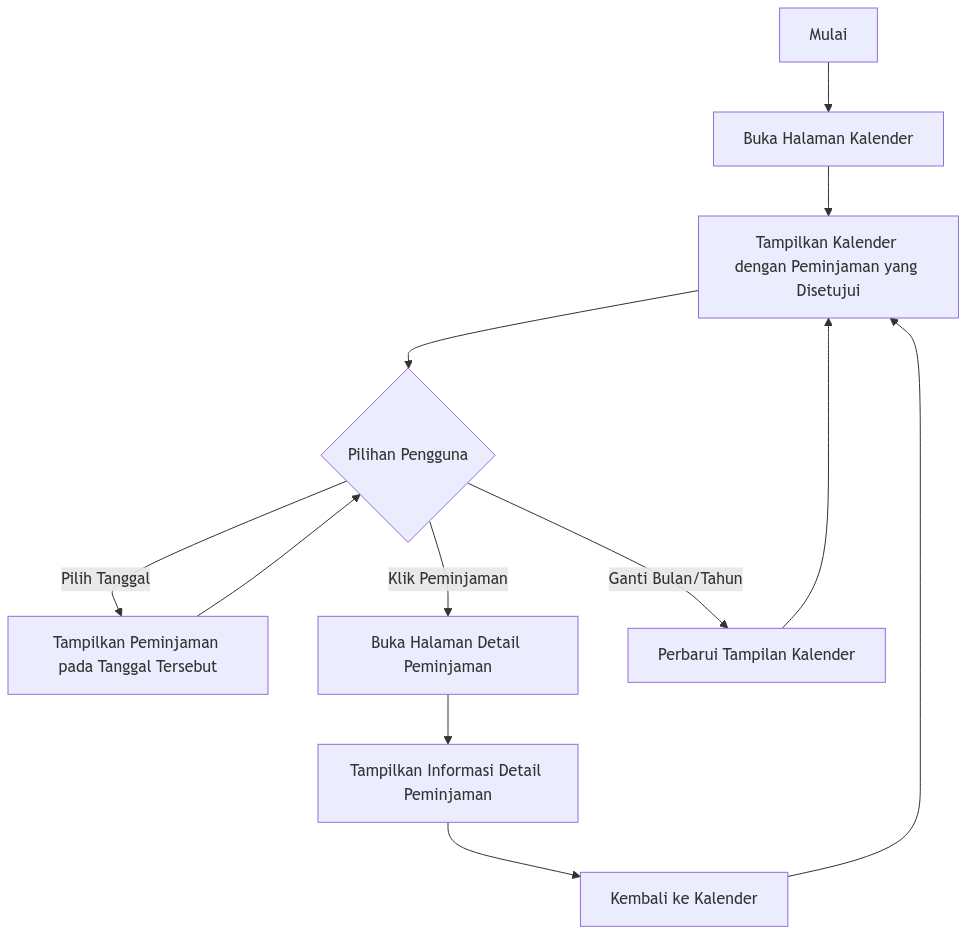 Mulai
Buka Halaman Kalender
Tampilkan Kalender
dengan Peminjaman yang
Disetujui
Pilihan Pengguna
Pilih Tanggal
Klik Peminjaman
Ganti Bulan/Tahun
Tampilkan Peminjaman
pada Tanggal Tersebut
Buka Halaman Detail
Peminjaman
Perbarui Tampilan Kalender
Tampilkan Informasi Detail
Peminjaman
Kembali ke Kalender